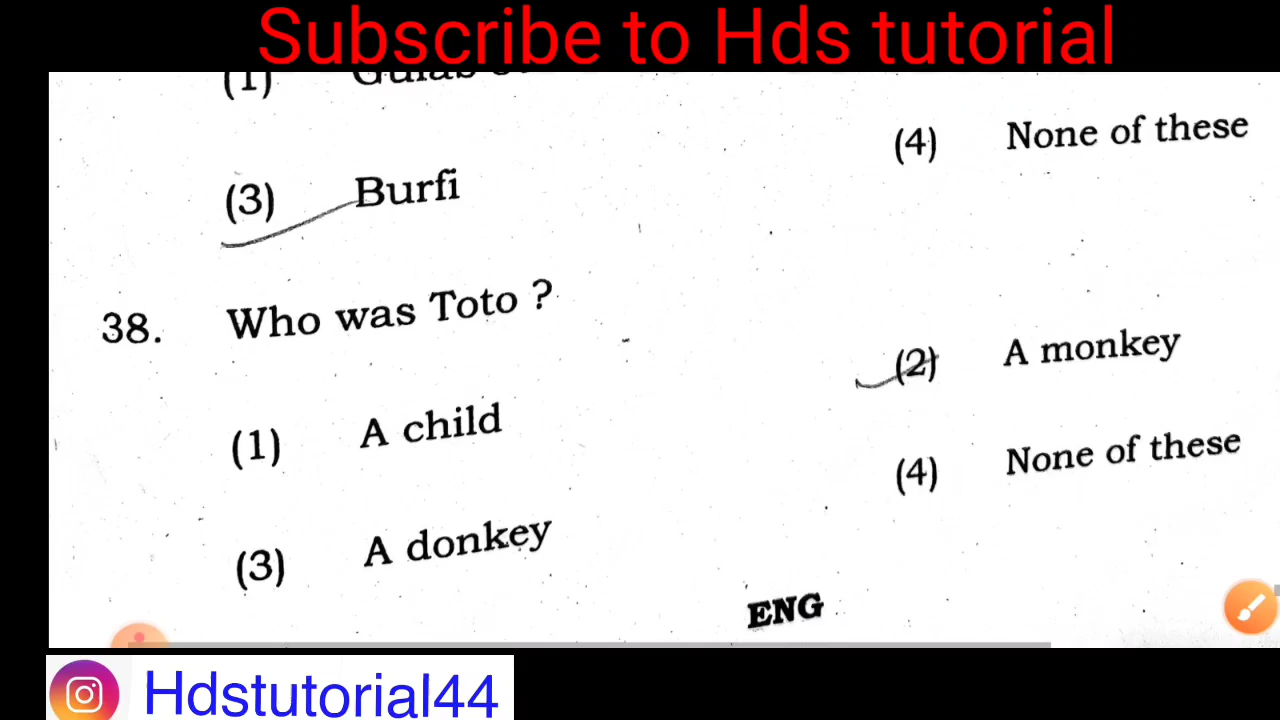 Subscribe to Hds tutorial
(1)
(4) None of these
(3) Burfi
38. Who was Toto ?
(2) A monkey
(1) A child
(4) None of these
(3) A donkey
ENG
Hdstutorial44